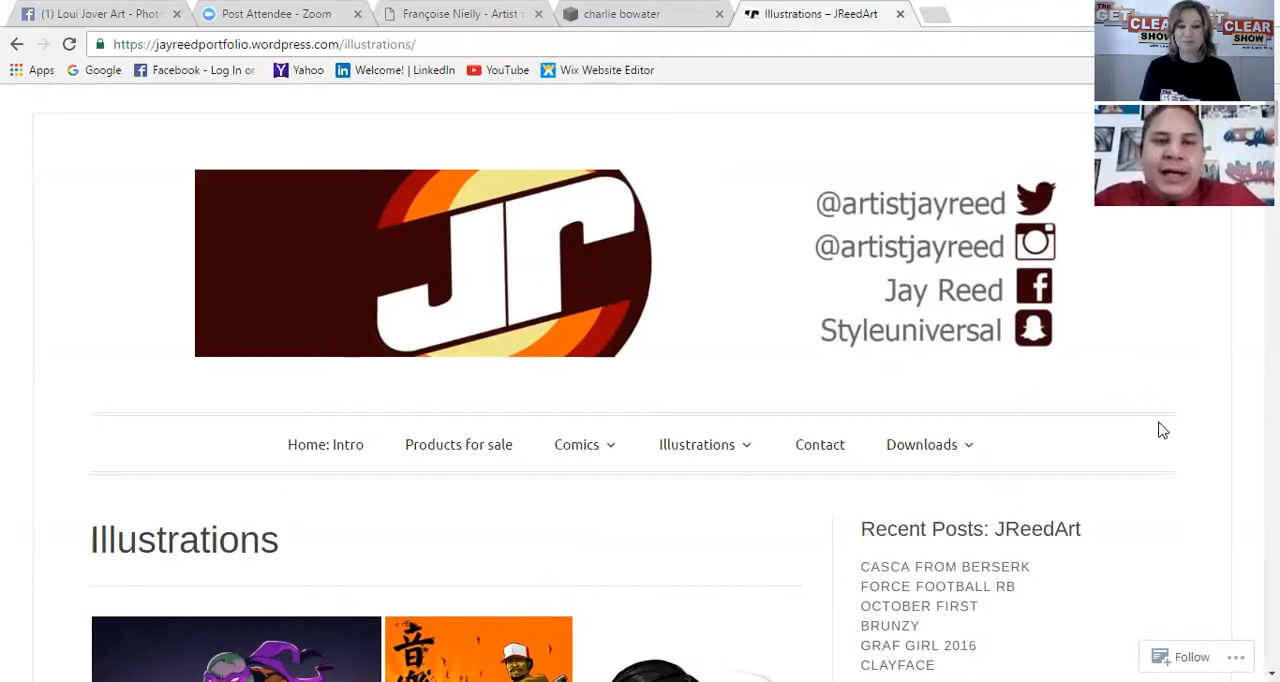 (1) Loui Jover Art - Phot
Post Attendee - Zoom
Françoise Nielly - Artist
charlie bowater
Illustrations – JReedArt
https://jayreedportfolio.wordpress.com/illustrations/
Apps
Google
Facebook - Log In or
Yahoo
Welcome! | LinkedIn
YouTube
Wix Website Editor
The GET CLEAR SHOW
JR
@artistjayreed
@artistjayreed
Jay Reed
Styleuniversal
Home: Intro
Products for sale
Comics
Illustrations
Contact
Downloads
Illustrations
Recent Posts: JReedArt
CASCA FROM BERSERK
FORCE FOOTBALL RB
OCTOBER FIRST
BRUNZY
GRAF GIRL 2016
CLAYFACE
音
Follow